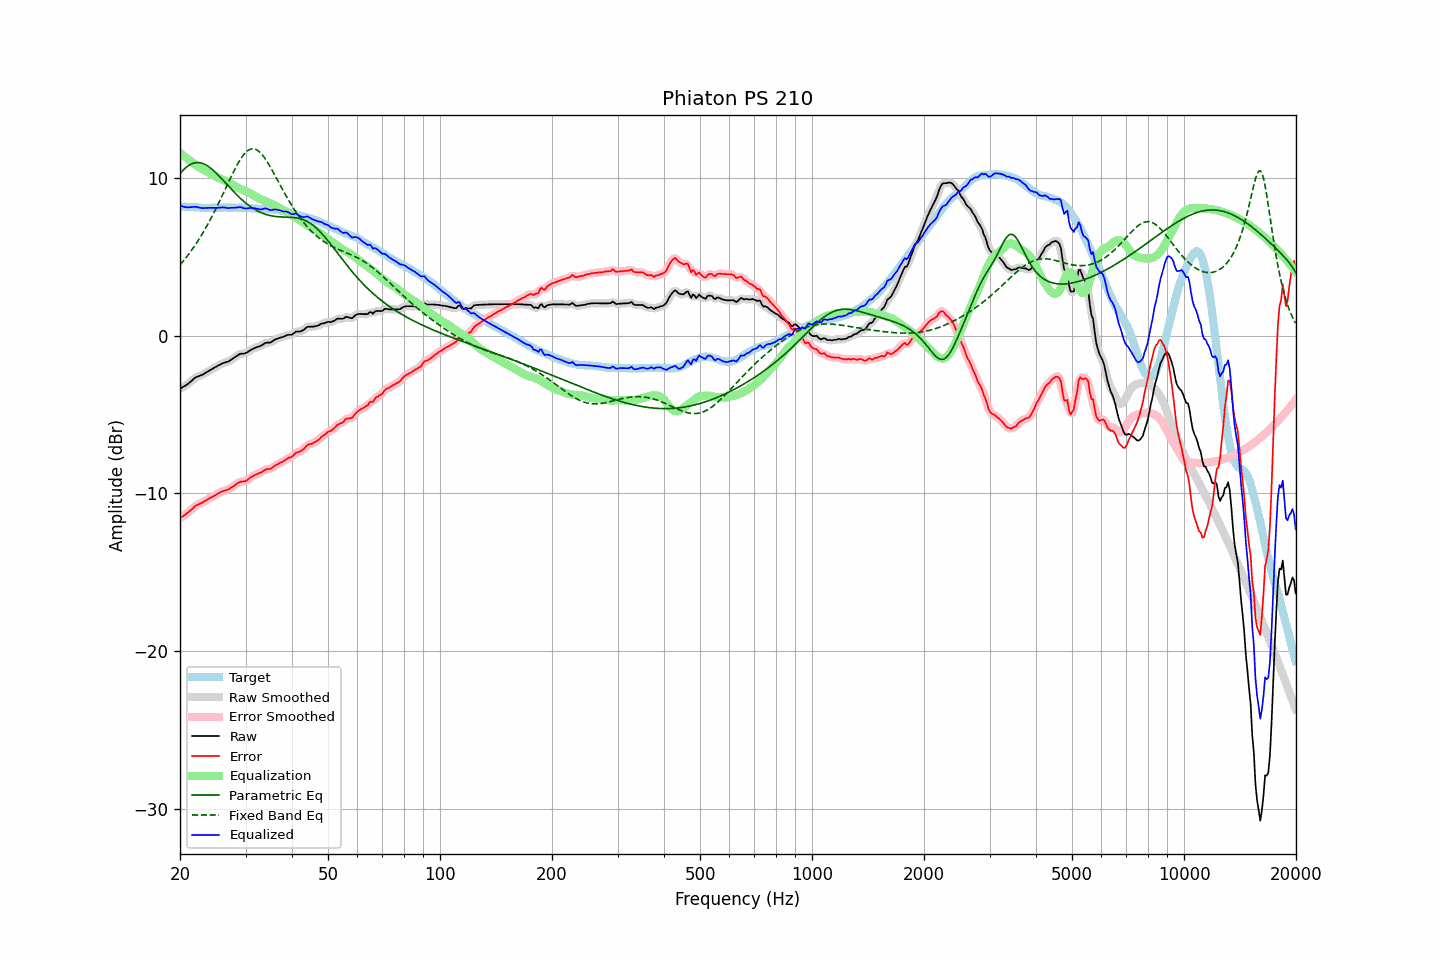 Phiaton PS 210
Amplitude (dBr)
10
0
−10
−20
−30
Target
Raw Smoothed
Error Smoothed
Raw
Error
Equalization
Parametric Eq
Fixed Band Eq
Equalized
20 50 100 200 500 1000 2000 5000 10000 20000
Frequency (Hz)